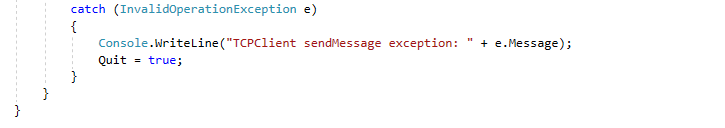 catch (InvalidOperationException e)
{
Console.WriteLine("TCPClient sendMessage exception: " + e.Message);
Quit = true;
}
}
}